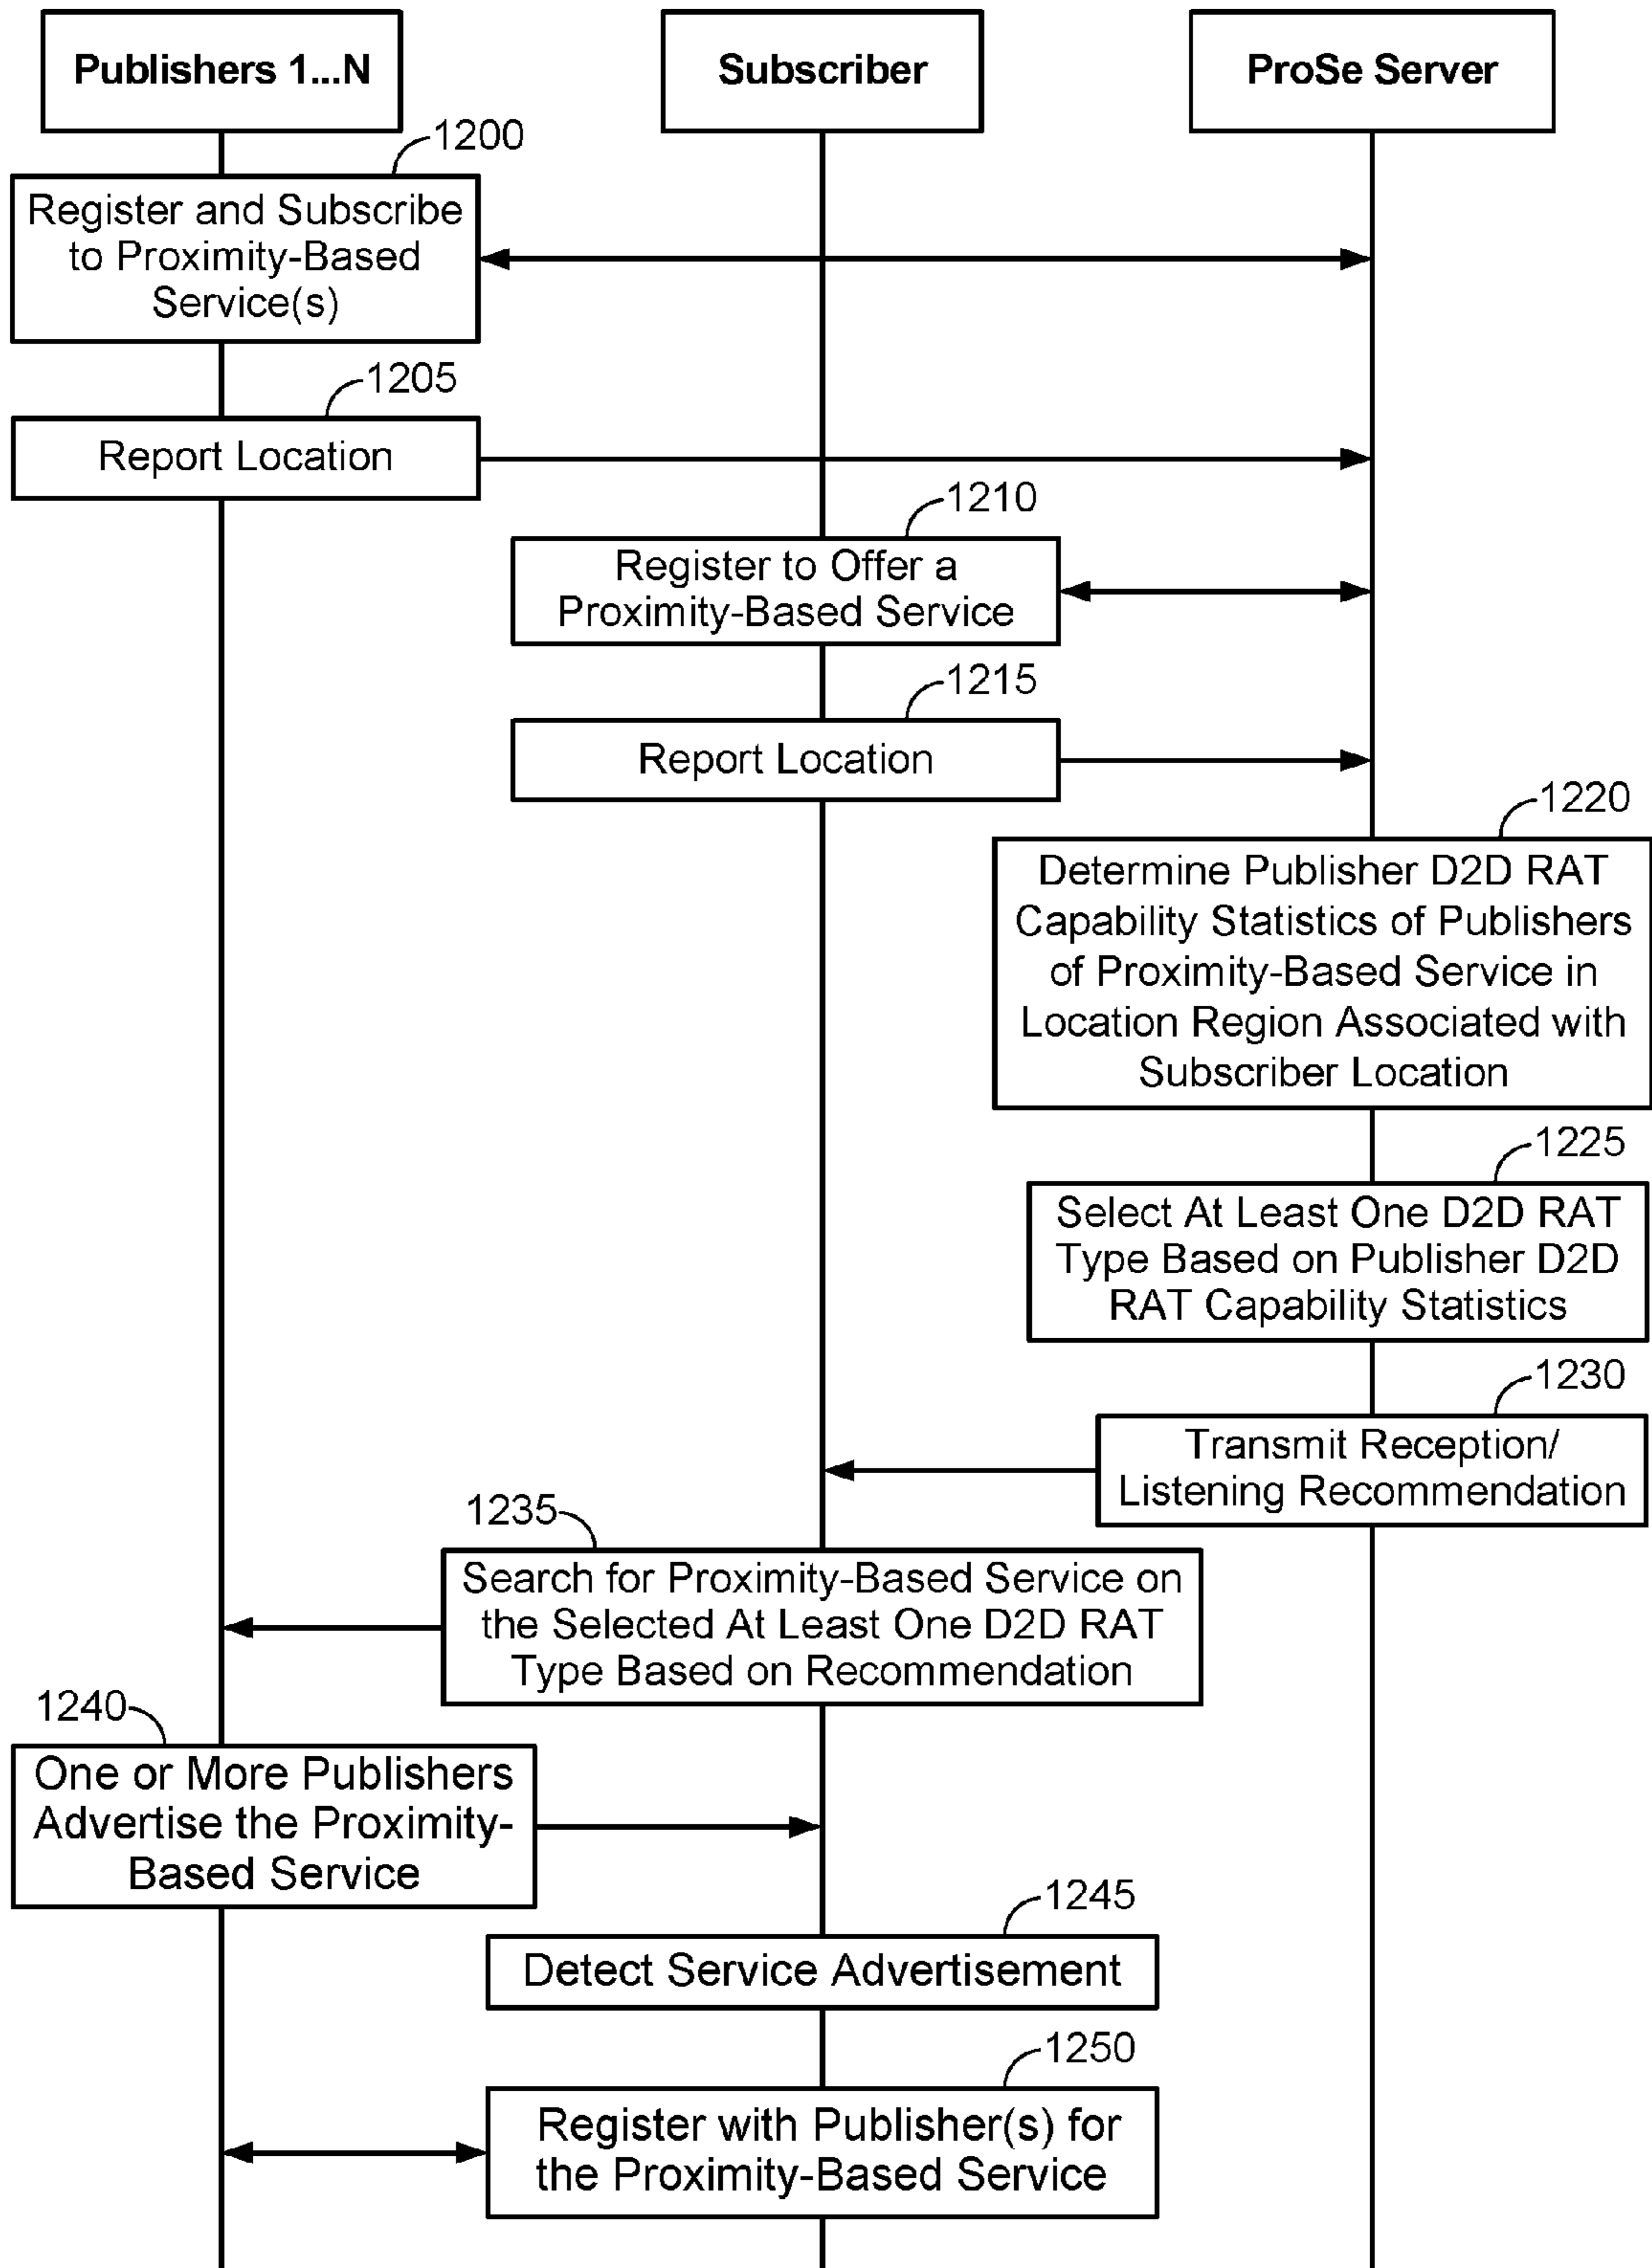 Publishers 1...N
Subscriber
ProSe Server
1200
Register and Subscribe
to Proximity-Based
Service(s)
1205
Report Location
1210
Register to Offer a
Proximity-Based Service
1215
Report Location
1220
Determine Publisher D2D RAT
Capability Statistics of Publishers
of Proximity-Based Service in
Location Region Associated with
Subscriber Location
1225
Select At Least One D2D RAT
Type Based on Publisher D2D
RAT Capability Statistics
1230
Transmit Reception/
Listening Recommendation
1235
Search for Proximity-Based Service on
the Selected At Least One D2D RAT
Type Based on Recommendation
1240
One or More Publishers
Advertise the Proximity-
Based Service
1245
Detect Service Advertisement
1250
Register with Publisher(s) for
the Proximity-Based Service